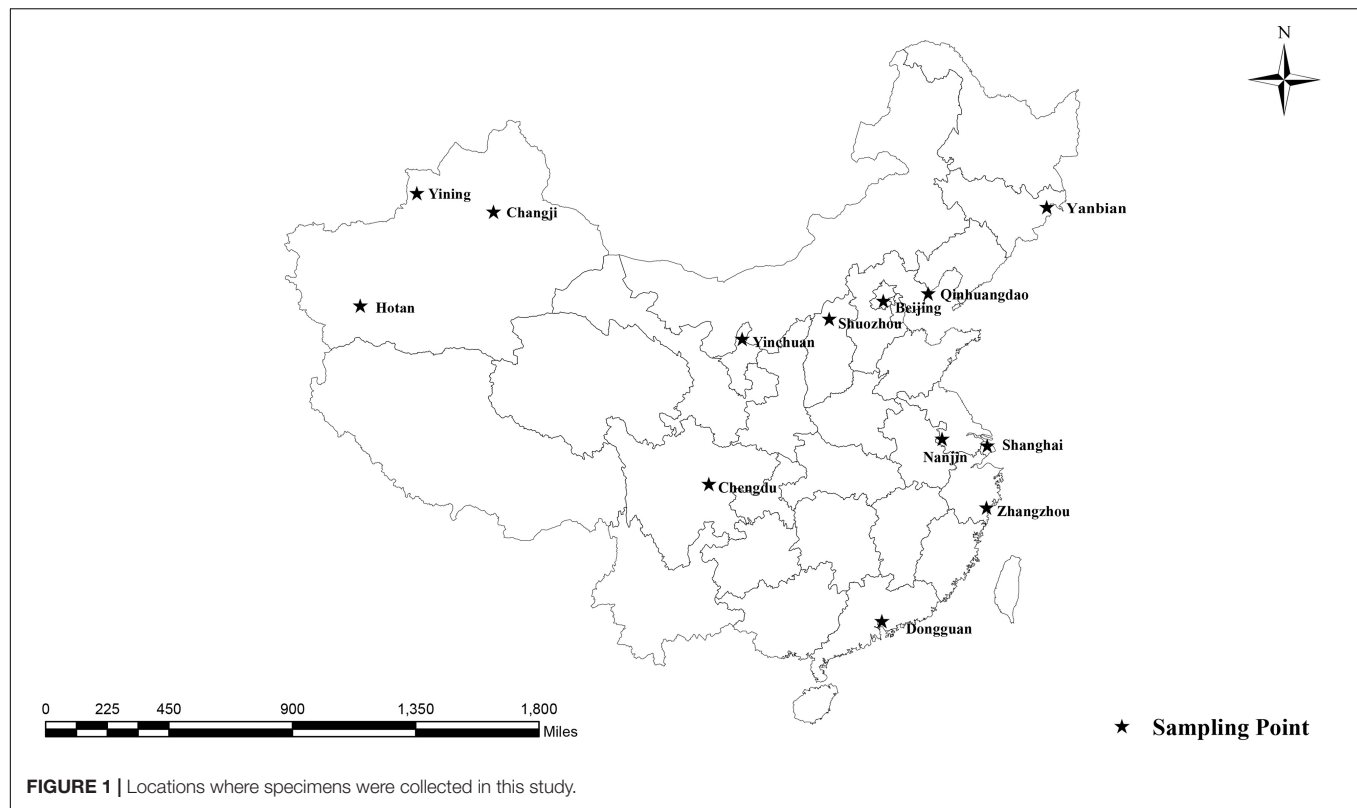 N
Yining
Changji
Yanbian
Hotan
Qinhuangdao
Beijing
Shuozhou
Yinchuan
Shanghai
Nanjin
Chengdu
Zhangzhou
Dongguan
0 225 450 900 1,350 1,800
Miles
★ Sampling Point
FIGURE 1 | Locations where specimens were collected in this study.